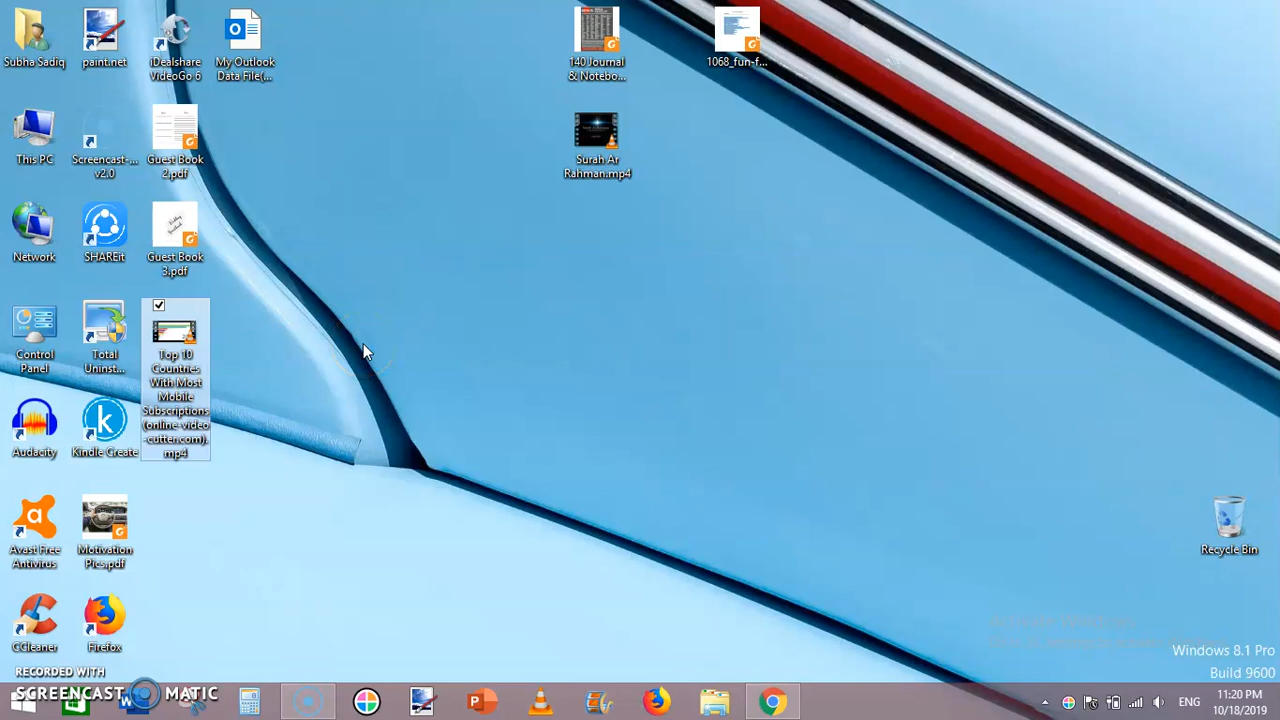 Subha Sadiq
paint.net
iDealshare
VideoGo 6
My Outlook
Data File(...
140 Journal
& Notebo...
1068_fun-f...
This PC
Screencast-...
v2.0
Guest Book
2.pdf
Surah Ar
Rahman.mp4
Network
SHAREit
Guest Book
3.pdf
Control
Panel
Total
Uninst...
Top 10
Countries
With Most
Mobile
Subscriptions
(online-video
-cutter.com).
mp4
Audacity
Kindle Create
Avast Free
Antivirus
Motivation
Pics.pdf
Recycle Bin
CCleaner
Firefox
Activate Windows
Windows 8.1 Pro
Build 9600
RECORDED WITH
SCREENCAST MATIC
ENG
11:20 PM
10/18/2019